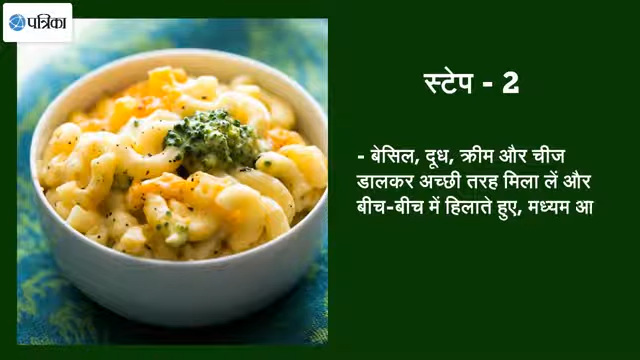 पत्रिका
स्टेप - 2
- बेसिल, दूध, क्रीम और चीज
डालकर अच्छी तरह मिला लें और
बीच-बीच में हिलाते हुए, मध्यम आ